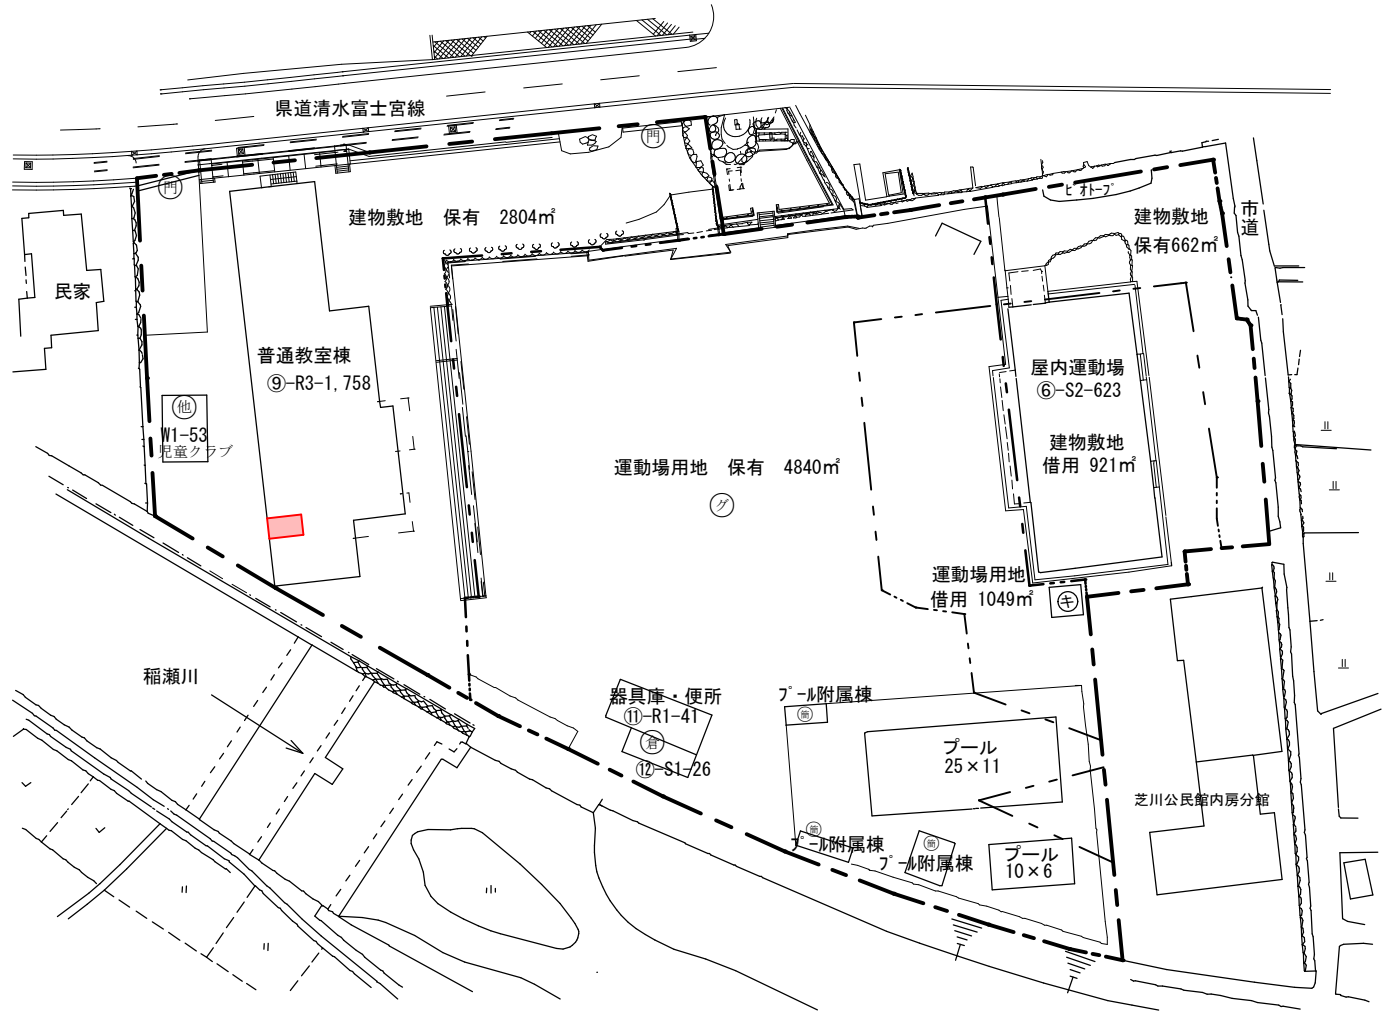 県道清水富士宮線
門
門
ビオトープ
市道
建物敷地　保有　2804㎡
建物敷地
保有662㎡
民家
普通教室棟
⑨-R3-1,758
屋内運動場
⑥-S2-623
他
W1-53
児童クラブ
建物敷地
借用 921㎡
運動場用地　保有　4840㎡
グ
運動場用地
借用 1049㎡
キ
稲瀬川
器具庫・便所
⑪-R1-41
倉
⑫-S1-26
プール附属棟
簡
プール
25×11
芝川公民館内房分館
簡
プール附属棟
簡
プール附属棟
プール
10×6